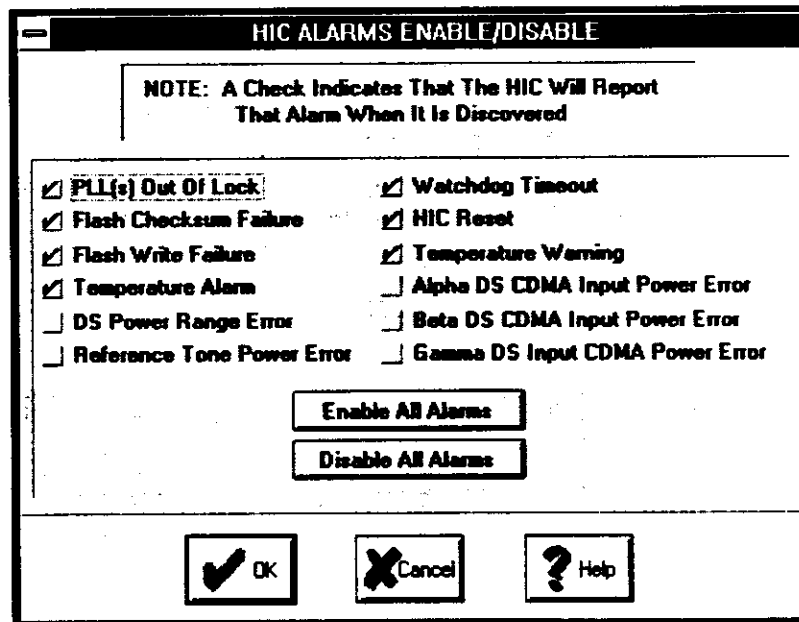 HIC ALARMS ENABLE/DISABLE
NOTE: A Check Indicates That The HIC Will Report
That Alarm When It Is Discovered
PLL(s) Out Of Lock
Flash Checksum Failure
Flash Write Failure
Temperature Alarm
DS Power Range Error
Reference Tone Power Error
Watchdog Timeout
HIC Reset
Temperature Warning
Alpha DS CDMA Input Power Error
Beta DS CDMA Input Power Error
Gamma DS Input CDMA Power Error
Enable All Alarms
Disable All Alarms
OK
Cancel
Help